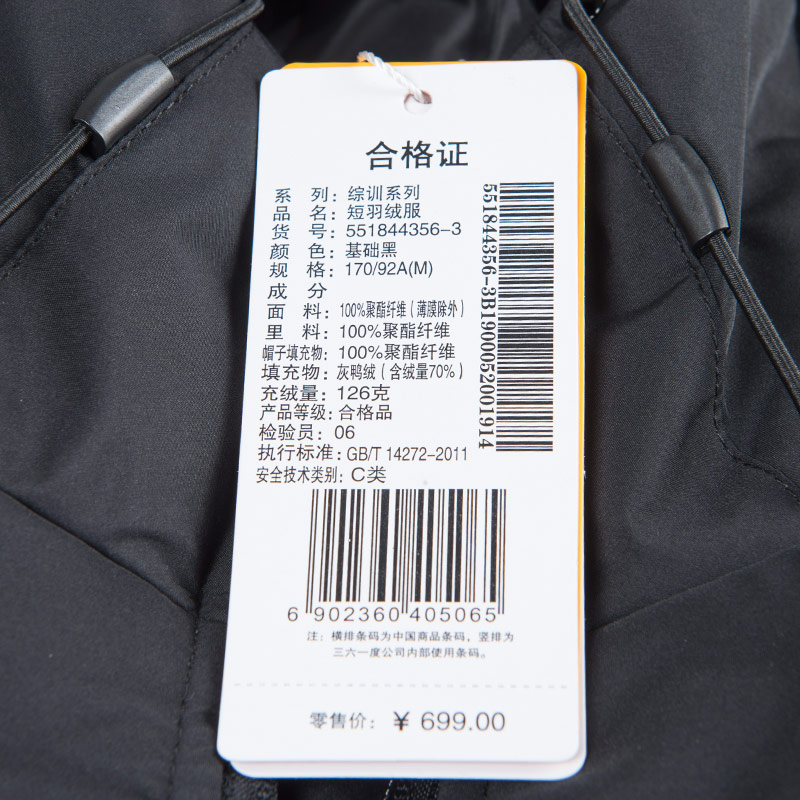 合格证
系 列: 综训系列
品 名: 短羽绒服
货 号: 551844356-3
颜 色: 基础黑
规 格: 170/92A(M)
成 分
面 料: 100%聚酯纤维(薄膜除外)
里 料: 100%聚酯纤维
帽子填充物: 100%聚酯纤维
填充物: 灰鸭绒(含绒量70%)
充绒量: 126克
产品等级: 合格品
检验员: 06
执行标准: GB/T 14272-2011
安全技术类别: C类
551844356-3B1900052001914
6 902360 405065
注: 横排条码为中国商品条码, 竖排为
三六一度公司内部使用条码。
零售价: ¥ 699.00